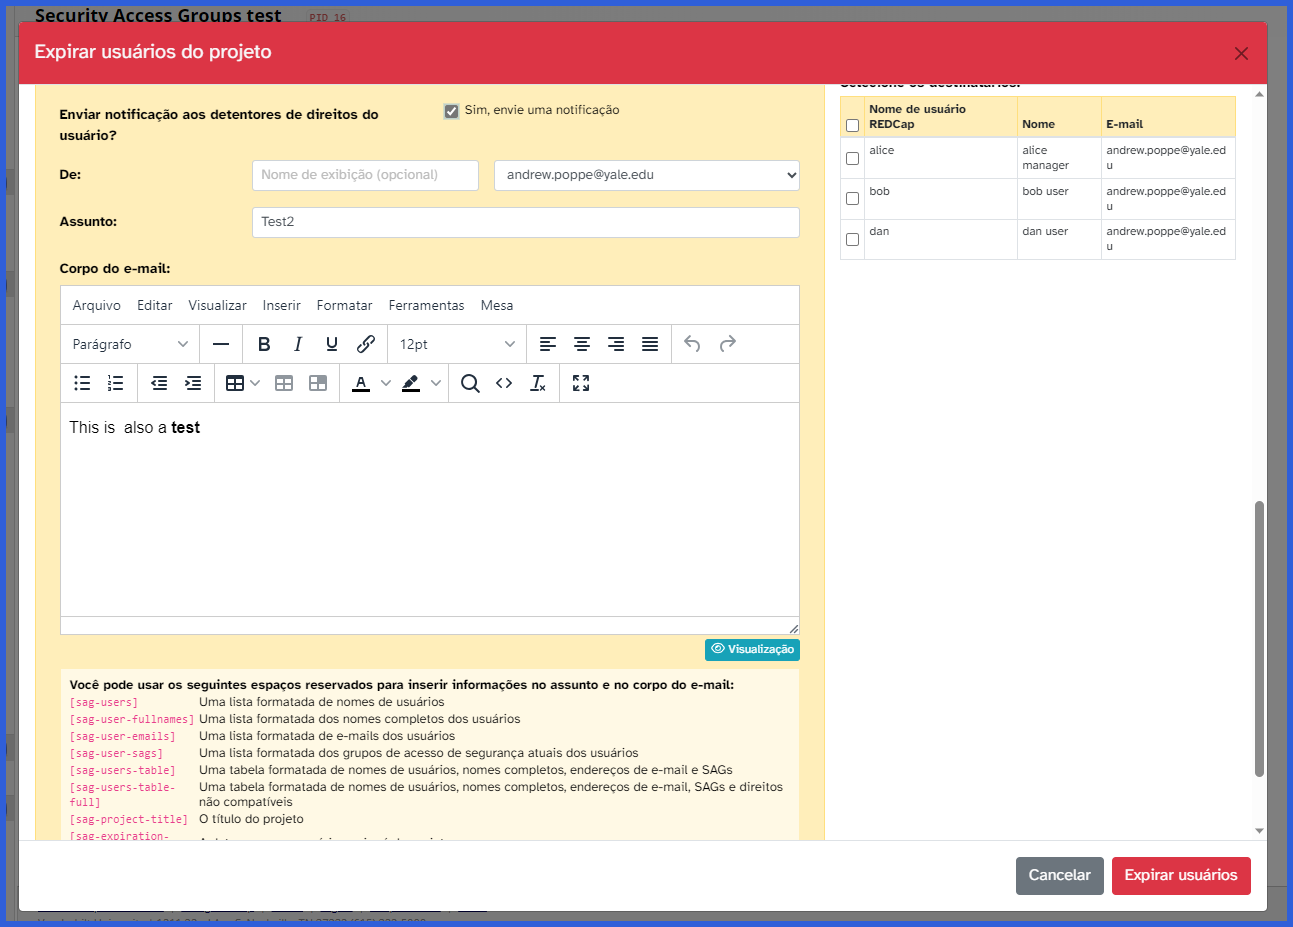 Security Access Groups test PID 16
Expirar usuários do projeto
Enviar notificação aos detentores de direitos do
usuário?
Sim, envie uma notificação
De:
Nome de exibição (opcional)
andrew.poppe@yale.edu
Assunto:
Test2
Corpo do e-mail:
Arquivo Editar Visualizar Inserir Formatar Ferramentas Mesa
Parágrafo
12pt
This is also a test
Visualização
Você pode usar os seguintes espaços reservados para inserir informações no assunto e no corpo do e-mail:
[sag-users] Uma lista formatada de nomes de usuários
[sag-user-fullnames] Uma lista formatada dos nomes completos dos usuários
[sag-user-emails] Uma lista formatada de e-mails dos usuários
[sag-user-sags] Uma lista formatada dos grupos de acesso de segurança atuais dos usuários
[sag-users-table] Uma tabela formatada de nomes de usuários, nomes completos, endereços de e-mail e SAGs
[sag-users-table- Uma tabela formatada de nomes de usuários, nomes completos, endereços de e-mail, SAGs e direitos
full] não compatíveis
[sag-project-title] O título do projeto
[sag-expiration-
Selecione os destinatários:
Nome de usuário
REDCap
Nome
E-mail
alice
alice
manager
andrew.poppe@yale.ed
u
bob
bob user
andrew.poppe@yale.ed
u
dan
dan user
andrew.poppe@yale.ed
u
Cancelar
Expirar usuários